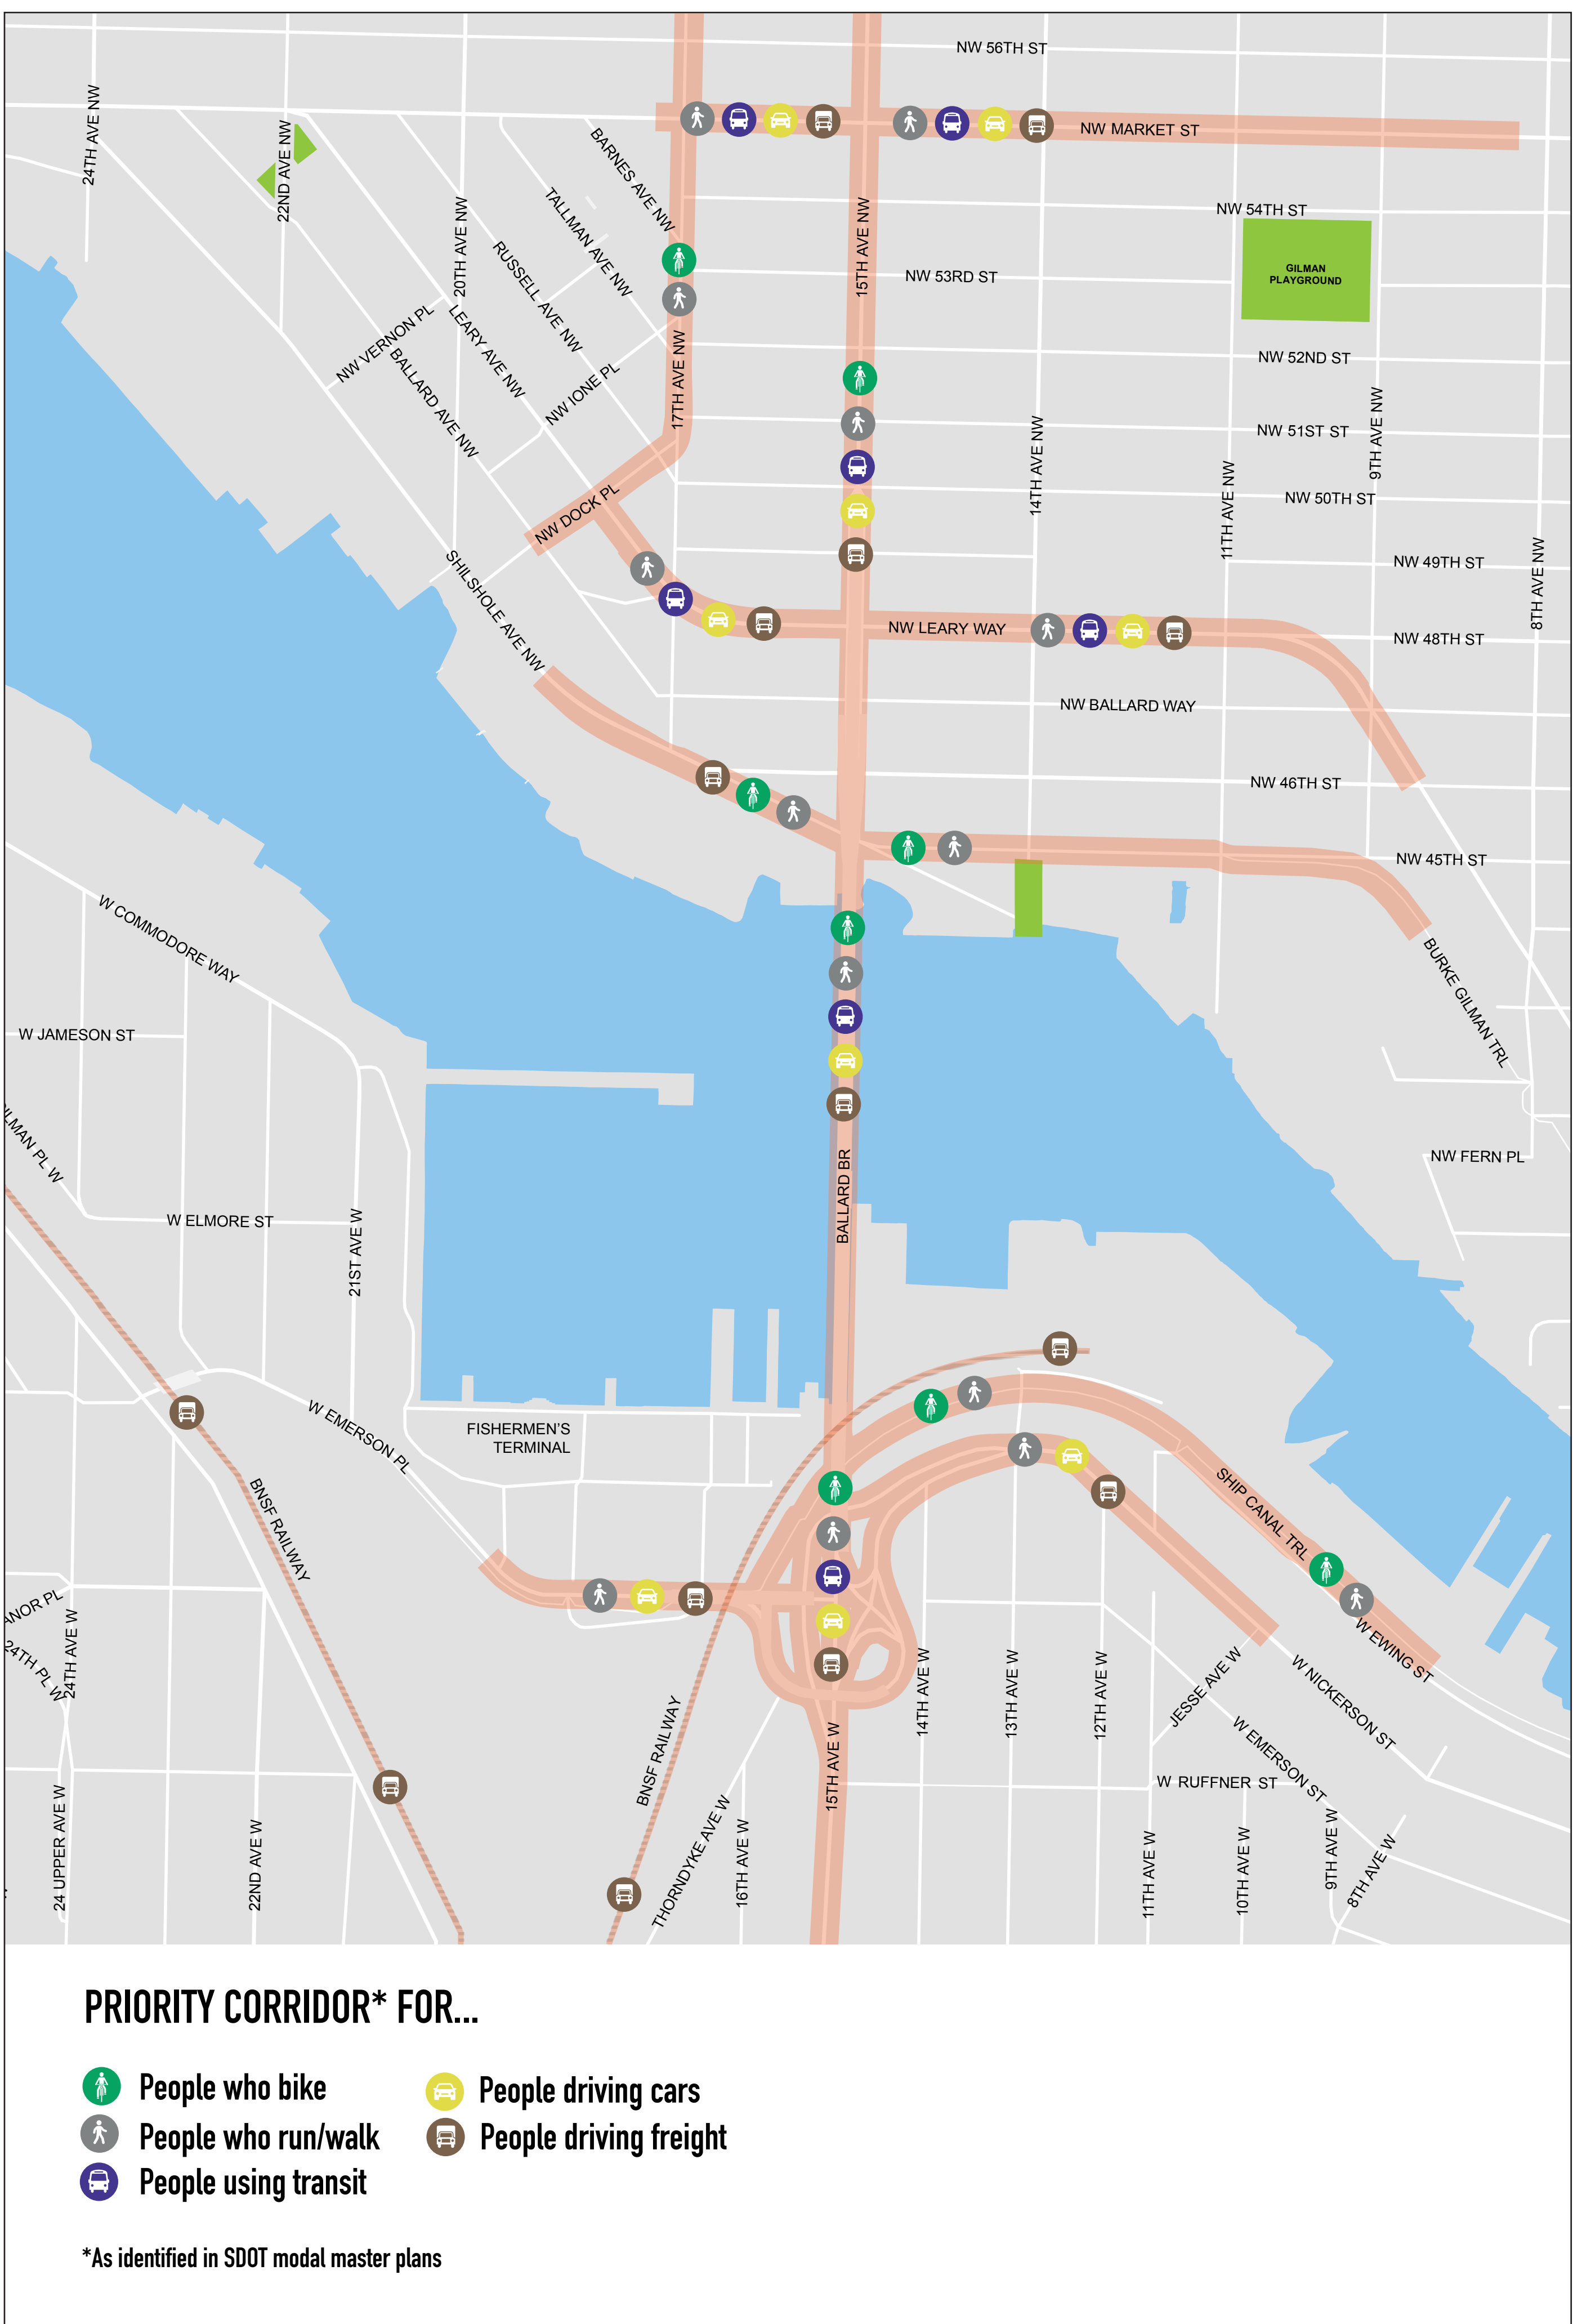 NW 56TH ST
24TH AVE NW
22ND AVE NW
BARNES AVE NW
NW MARKET ST
20TH AVE NW
TALLMAN AVE NW
15TH AVE NW
NW 54TH ST
RUSSELL AVE NW
NW 53RD ST
GILMAN
PLAYGROUND
NW VERNON PL
LEARY AVE NW
BALLARD AVE NW
NW IONE PL
17TH AVE NW
NW 52ND ST
NW 51ST ST
9TH AVE NW
14TH AVE NW
11TH AVE NW
NW 50TH ST
NW DOCK PL
NW 49TH ST
8TH AVE NW
SHILSHOLE AVE NW
NW LEARY WAY
NW 48TH ST
NW BALLARD WAY
NW 46TH ST
NW 45TH ST
W COMMODORE WAY
BURKE GILMAN TRL
W JAMESON ST
ILMAN PL W
BALLARD BR
NW FERN PL
W ELMORE ST
21ST AVE W
W EMERSON PL
FISHERMEN'S
TERMINAL
BNSF RAILWAY
SHIP CANAL TRL
ANOR PL
24TH PL W
24TH AVE W
W EWING ST
BNSF RAILWAY
15TH AVE W
14TH AVE W
13TH AVE W
12TH AVE W
JESSE AVE W
W NICKERSON ST
W EMERSON ST
W RUFFNER ST
24 UPPER AVE W
22ND AVE W
THORNDYKE AVE W
16TH AVE W
11TH AVE W
10TH AVE W
9TH AVE W
8TH AVE W
PRIORITY CORRIDOR* FOR...
People who bike
People driving cars
People who run/walk
People driving freight
People using transit
*As identified in SDOT modal master plans